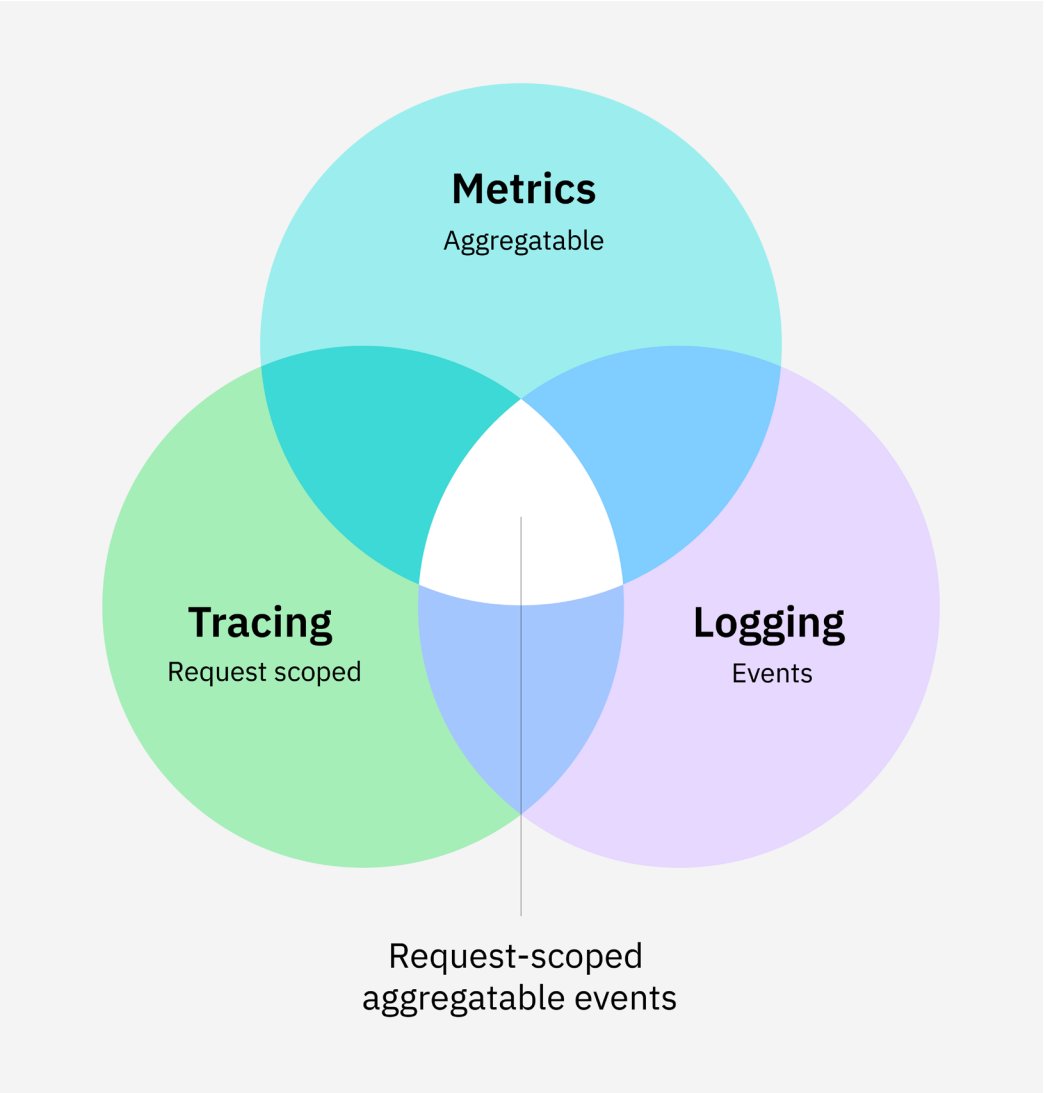 Metrics
Aggregatable
Tracing
Request scoped
Logging
Events
Request-scoped
aggregatable events